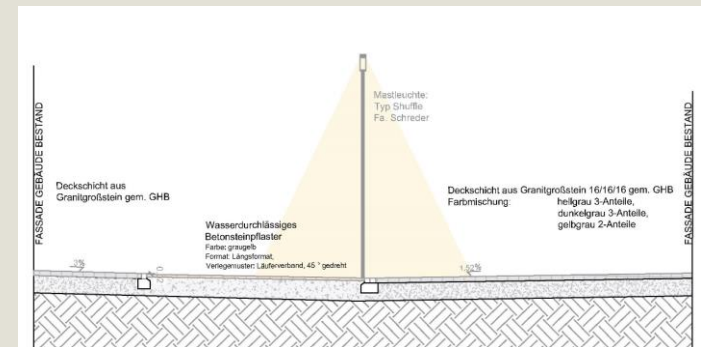 FASSADE GEBÄUDE BESTAND
Deckschicht aus
Granitgroßstein gem. GHB
Wasserdurchlässiges
Betonsteinpflaster
Farbe: graugelb
Format: Längsformat,
Verlegemuster: Läuferverband, 45 ° gedreht
Mastleuchte:
Typ Shuffle
Fa. Schreder
Deckschicht aus Granitgroßstein 16/16/16 gem. GHB
Farbmischung: hellgrau 3-Anteile,
dunkelgrau 3-Anteile,
gelbgrau 2-Anteile
FASSADE GEBÄUDE BESTAND
3%
1,52%